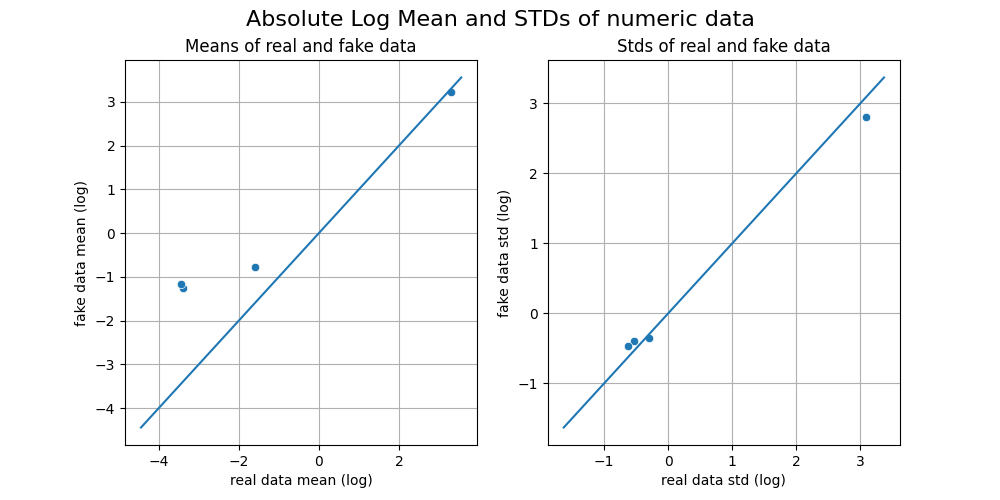 Absolute Log Mean and STDs of numeric data
Means of real and fake data
3
2
1
0
−1
−2
−3
−4
fake data mean (log)
−4 −2 0 2
real data mean (log)
Stds of real and fake data
3
2
1
0
−1
fake data std (log)
−1 0 1 2 3
real data std (log)